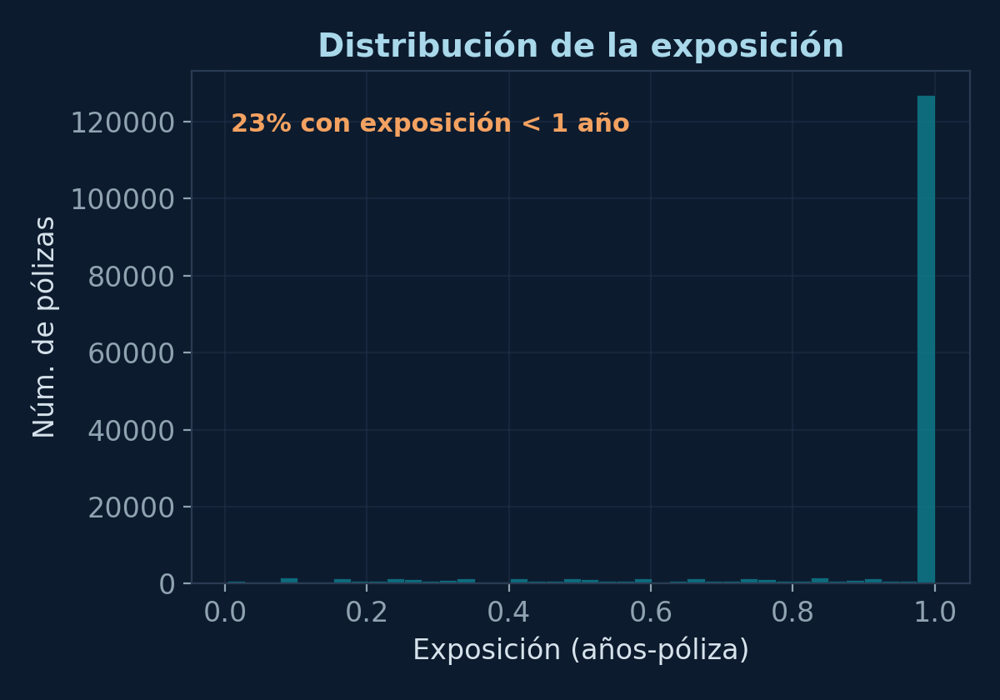 Distribución de la exposición
23% con exposición < 1 año
Núm. de pólizas
120000
100000
80000
60000
40000
20000
0
0.0 0.2 0.4 0.6 0.8 1.0
Exposición (años-póliza)